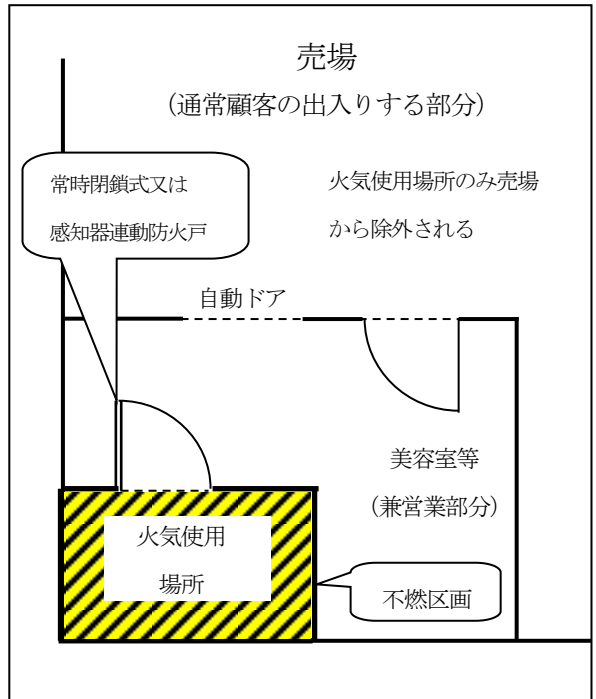 売場
(通常顧客の出入りする部分)
常時閉鎖式又は
感知器連動防火戸
火気使用場所のみ売場
から除外される
自動ドア
美容室等
(兼営業部分)
火気使用
場所
不燃区画